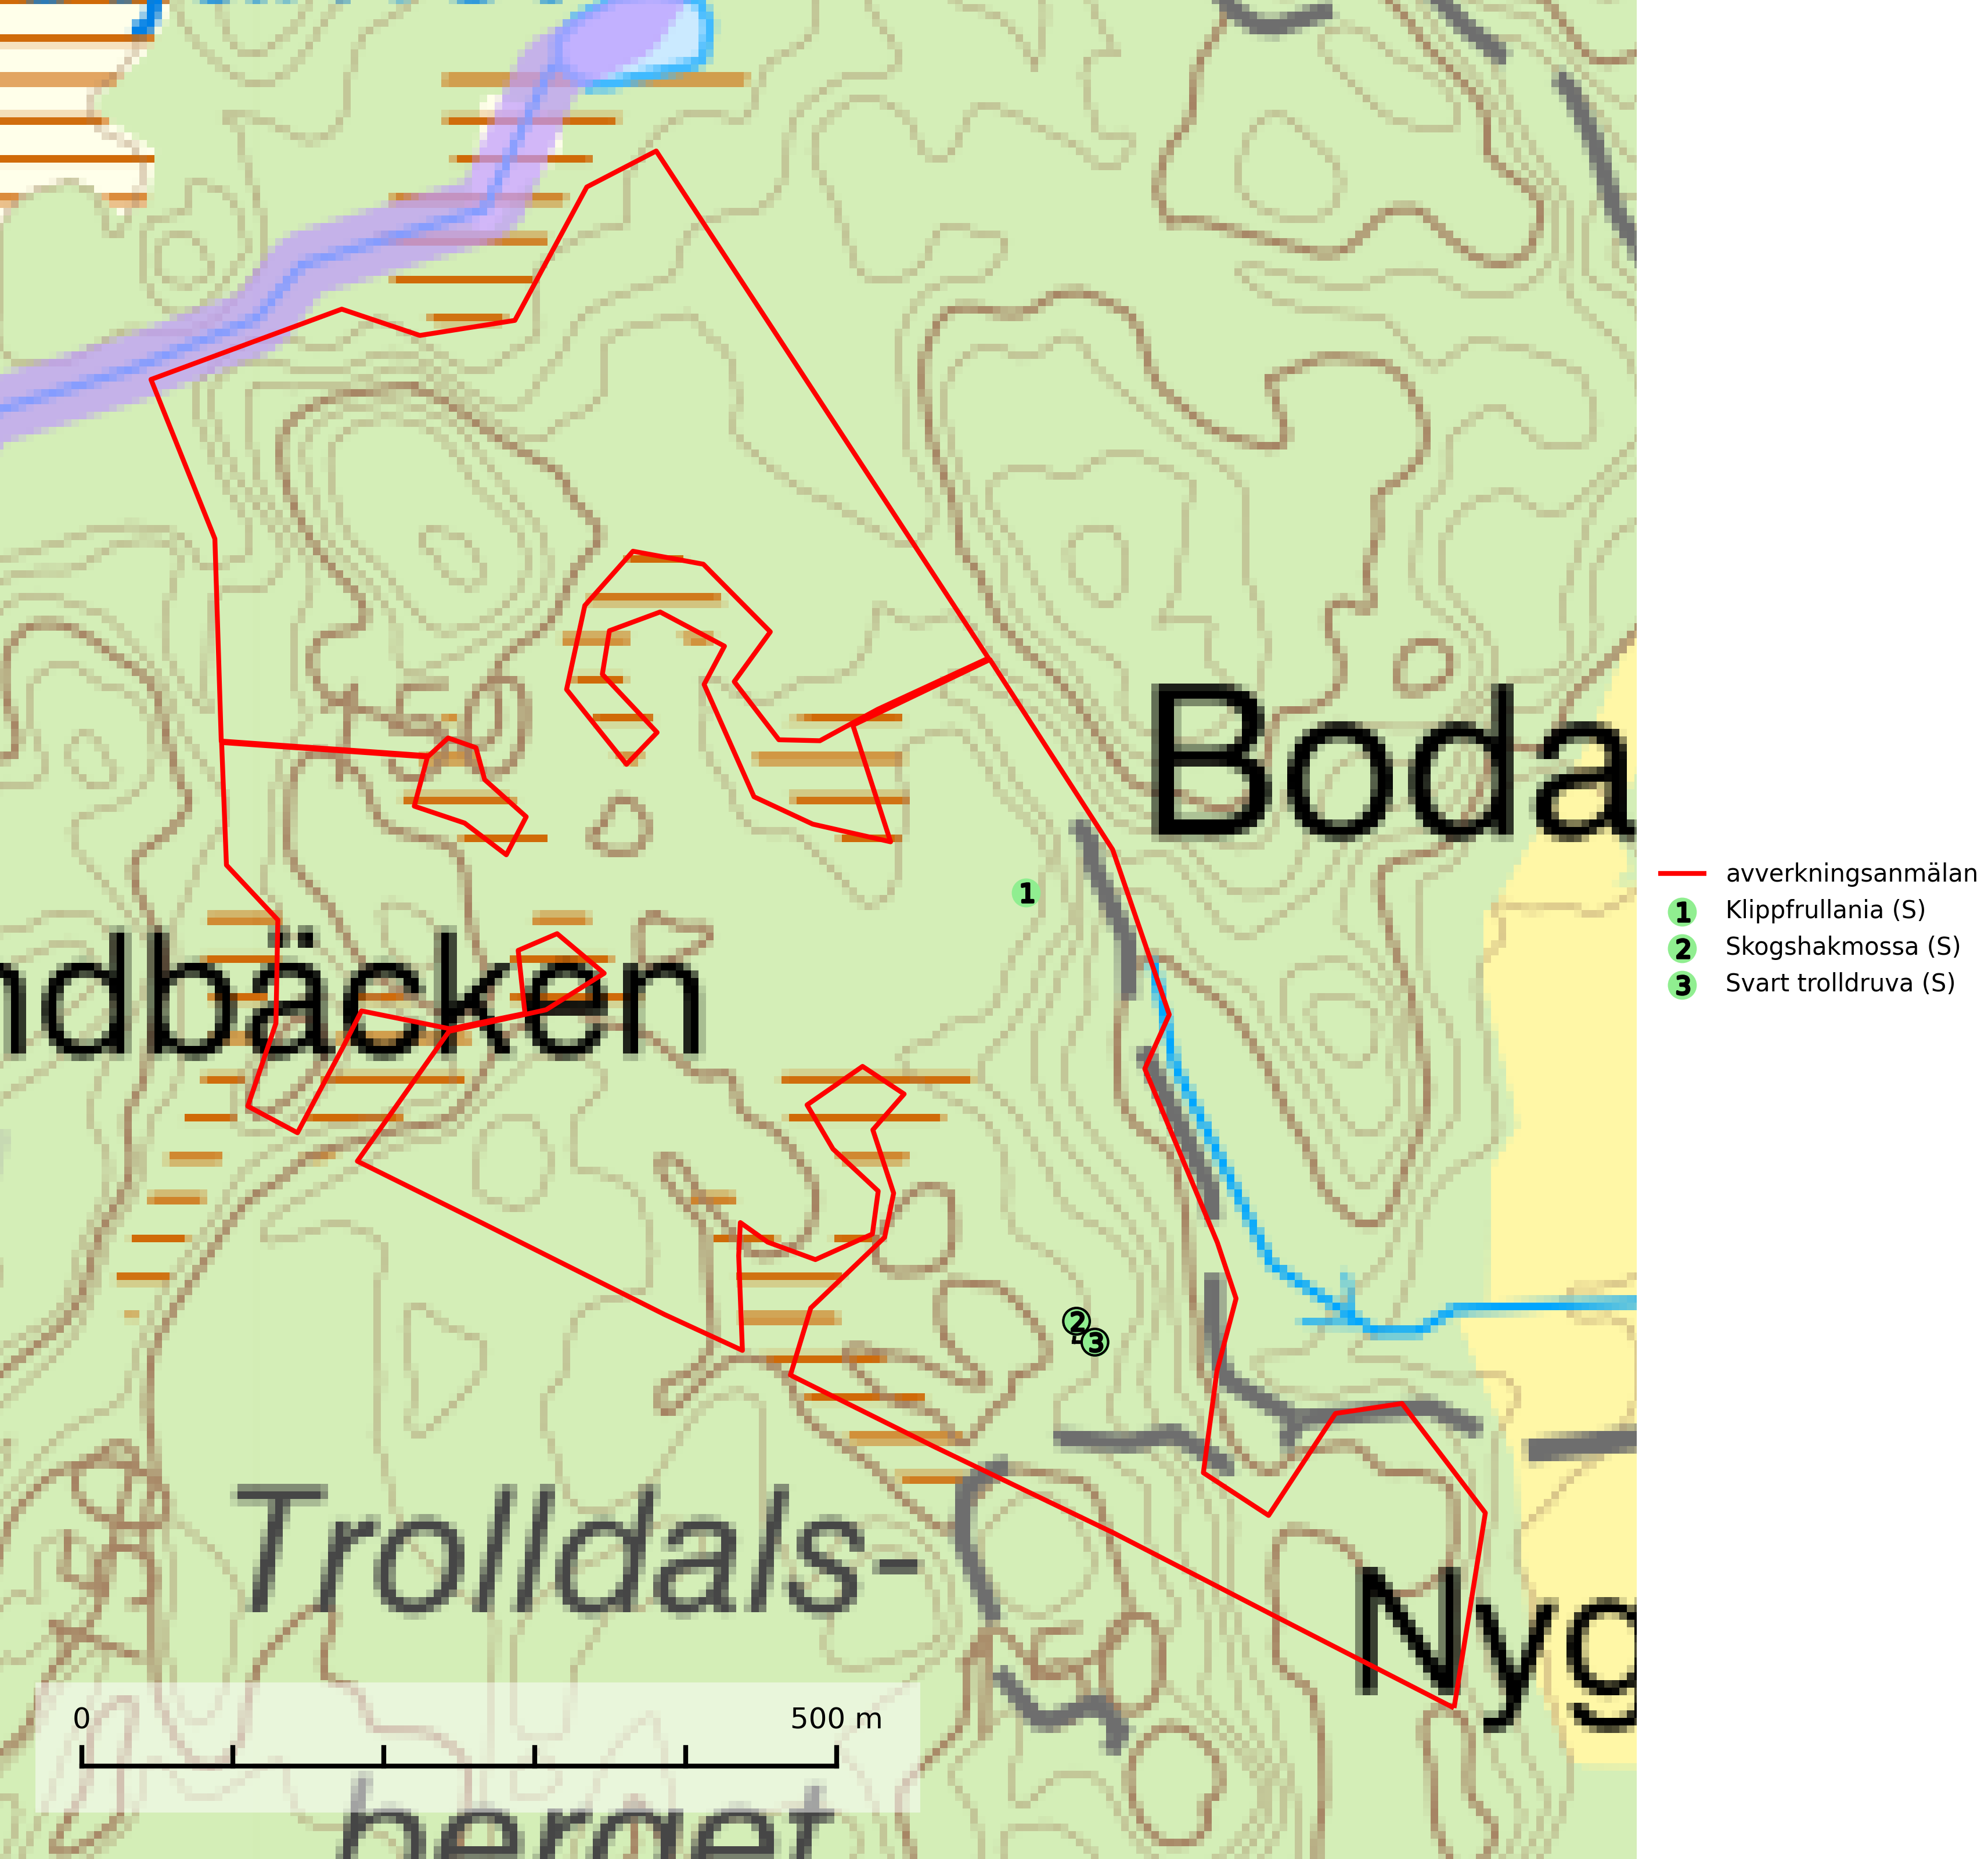 Boda
1
ndbäcken
2
3
Trolldals-
Nyg
0 500 m
berget
avverkningsanmälan
1 Klippfrullania (S)
2 Skogshakmossa (S)
3 Svart trolldruva (S)